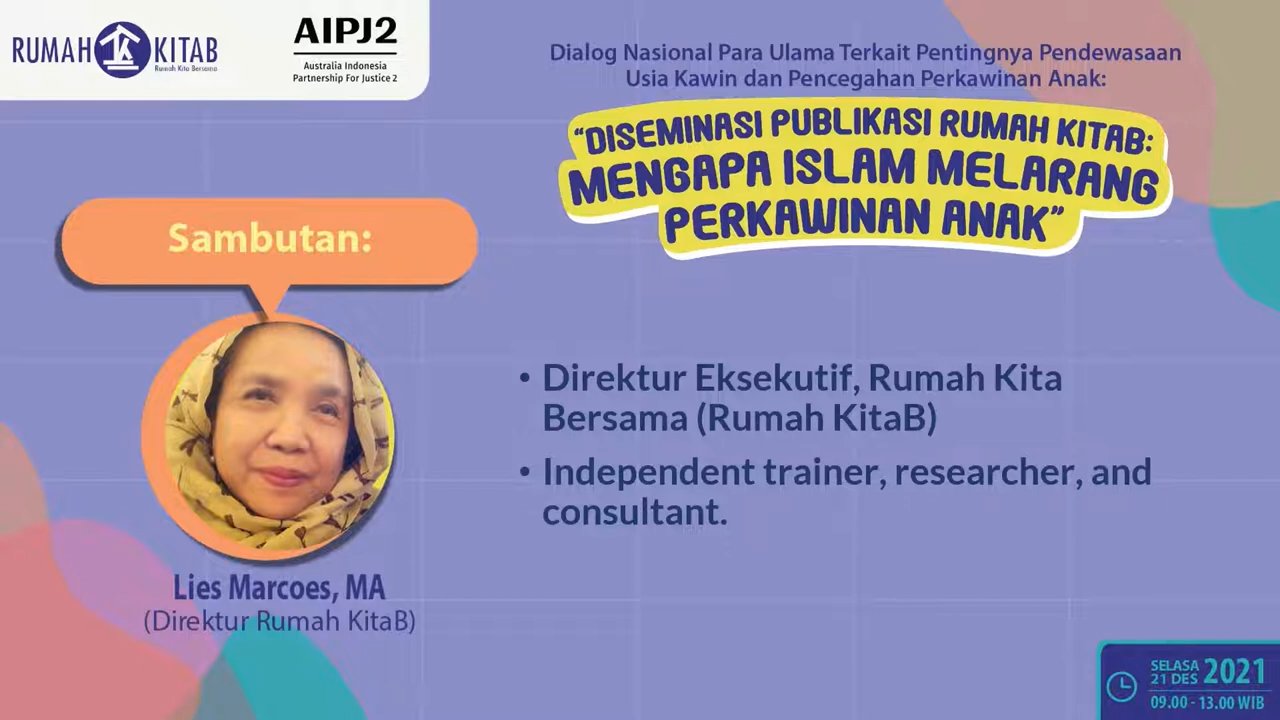 RUMAH KITAB
Rumah Kita Bersama
AIPJ2
Australia Indonesia
Partnership For Justice 2
Dialog Nasional Para Ulama Terkait Pentingnya Pendewasaan
Usia Kawin dan Pencegahan Perkawinan Anak:
“DISEMINASI PUBLIKASI RUMAH KITAB:
MENGAPA ISLAM MELARANG
PERKAWINAN ANAK”
Sambutan:
Lies Marcoes, MA
(Direktur Rumah KitaB)
• Direktur Eksekutif, Rumah Kita
Bersama (Rumah KitaB)
• Independent trainer, researcher, and
consultant.
SELASA
21 DES 2021
09.00 - 13.00 WIB